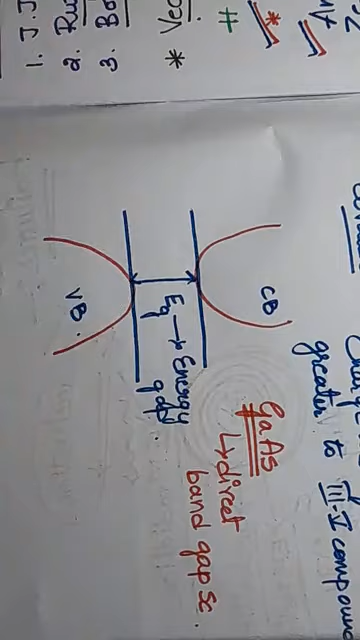 greater to III-I compoun
GaAs
↳ direct
band gap sc.
CB
Eg → Energy
gap
VB.
* Vec
1. J.J
2. Ru
3. Bo